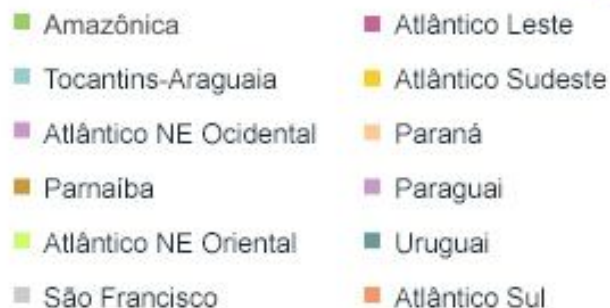 Amazônica
Tocantins-Araguaia
Atlântico NE Ocidental
Parnaíba
Atlântico NE Oriental
São Francisco
Atlântico Leste
Atlântico Sudeste
Paraná
Paraguai
Uruguai
Atlântico Sul